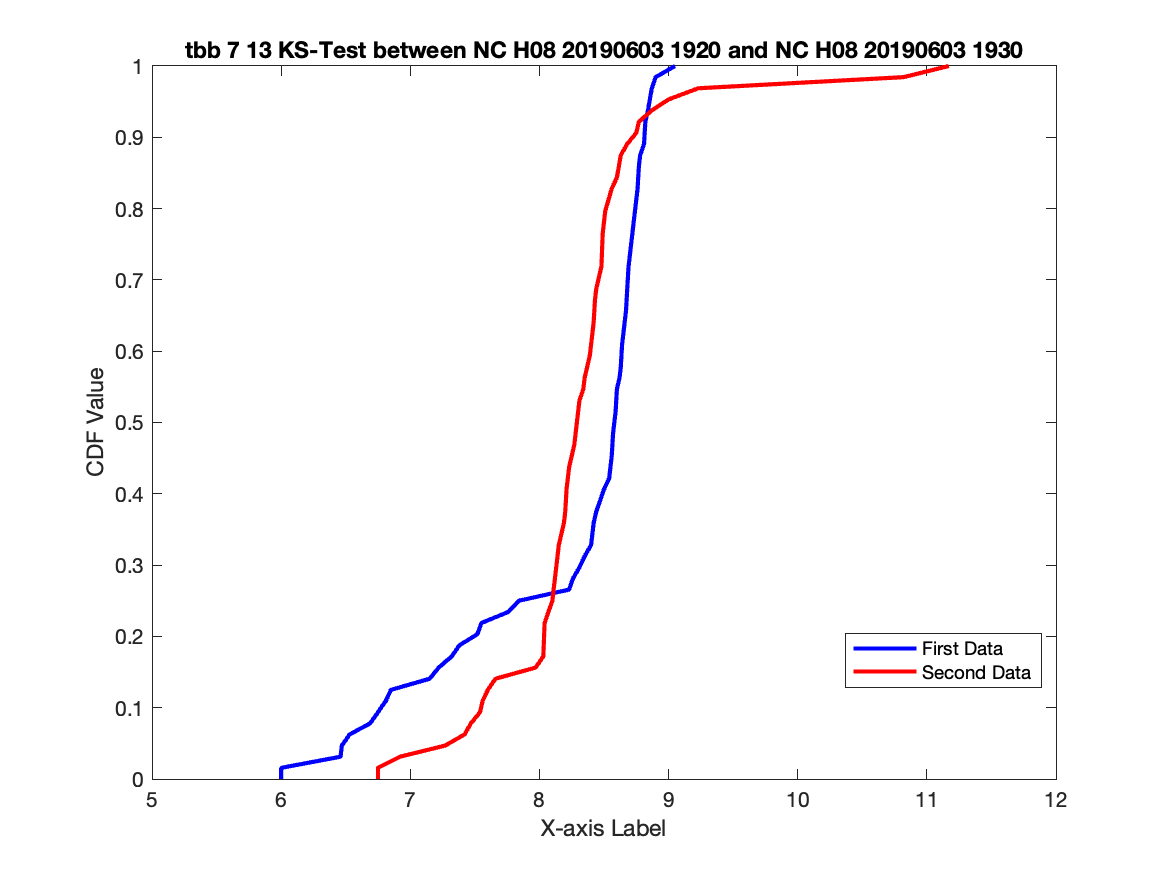 tbb 7 13 KS-Test between NC H08 20190603 1920 and NC H08 20190603 1930
1
0.9
0.8
0.7
0.6
0.5
0.4
0.3
0.2
0.1
0
CDF Value
First Data
Second Data
5 6 7 8 9 10 11 12
X-axis Label